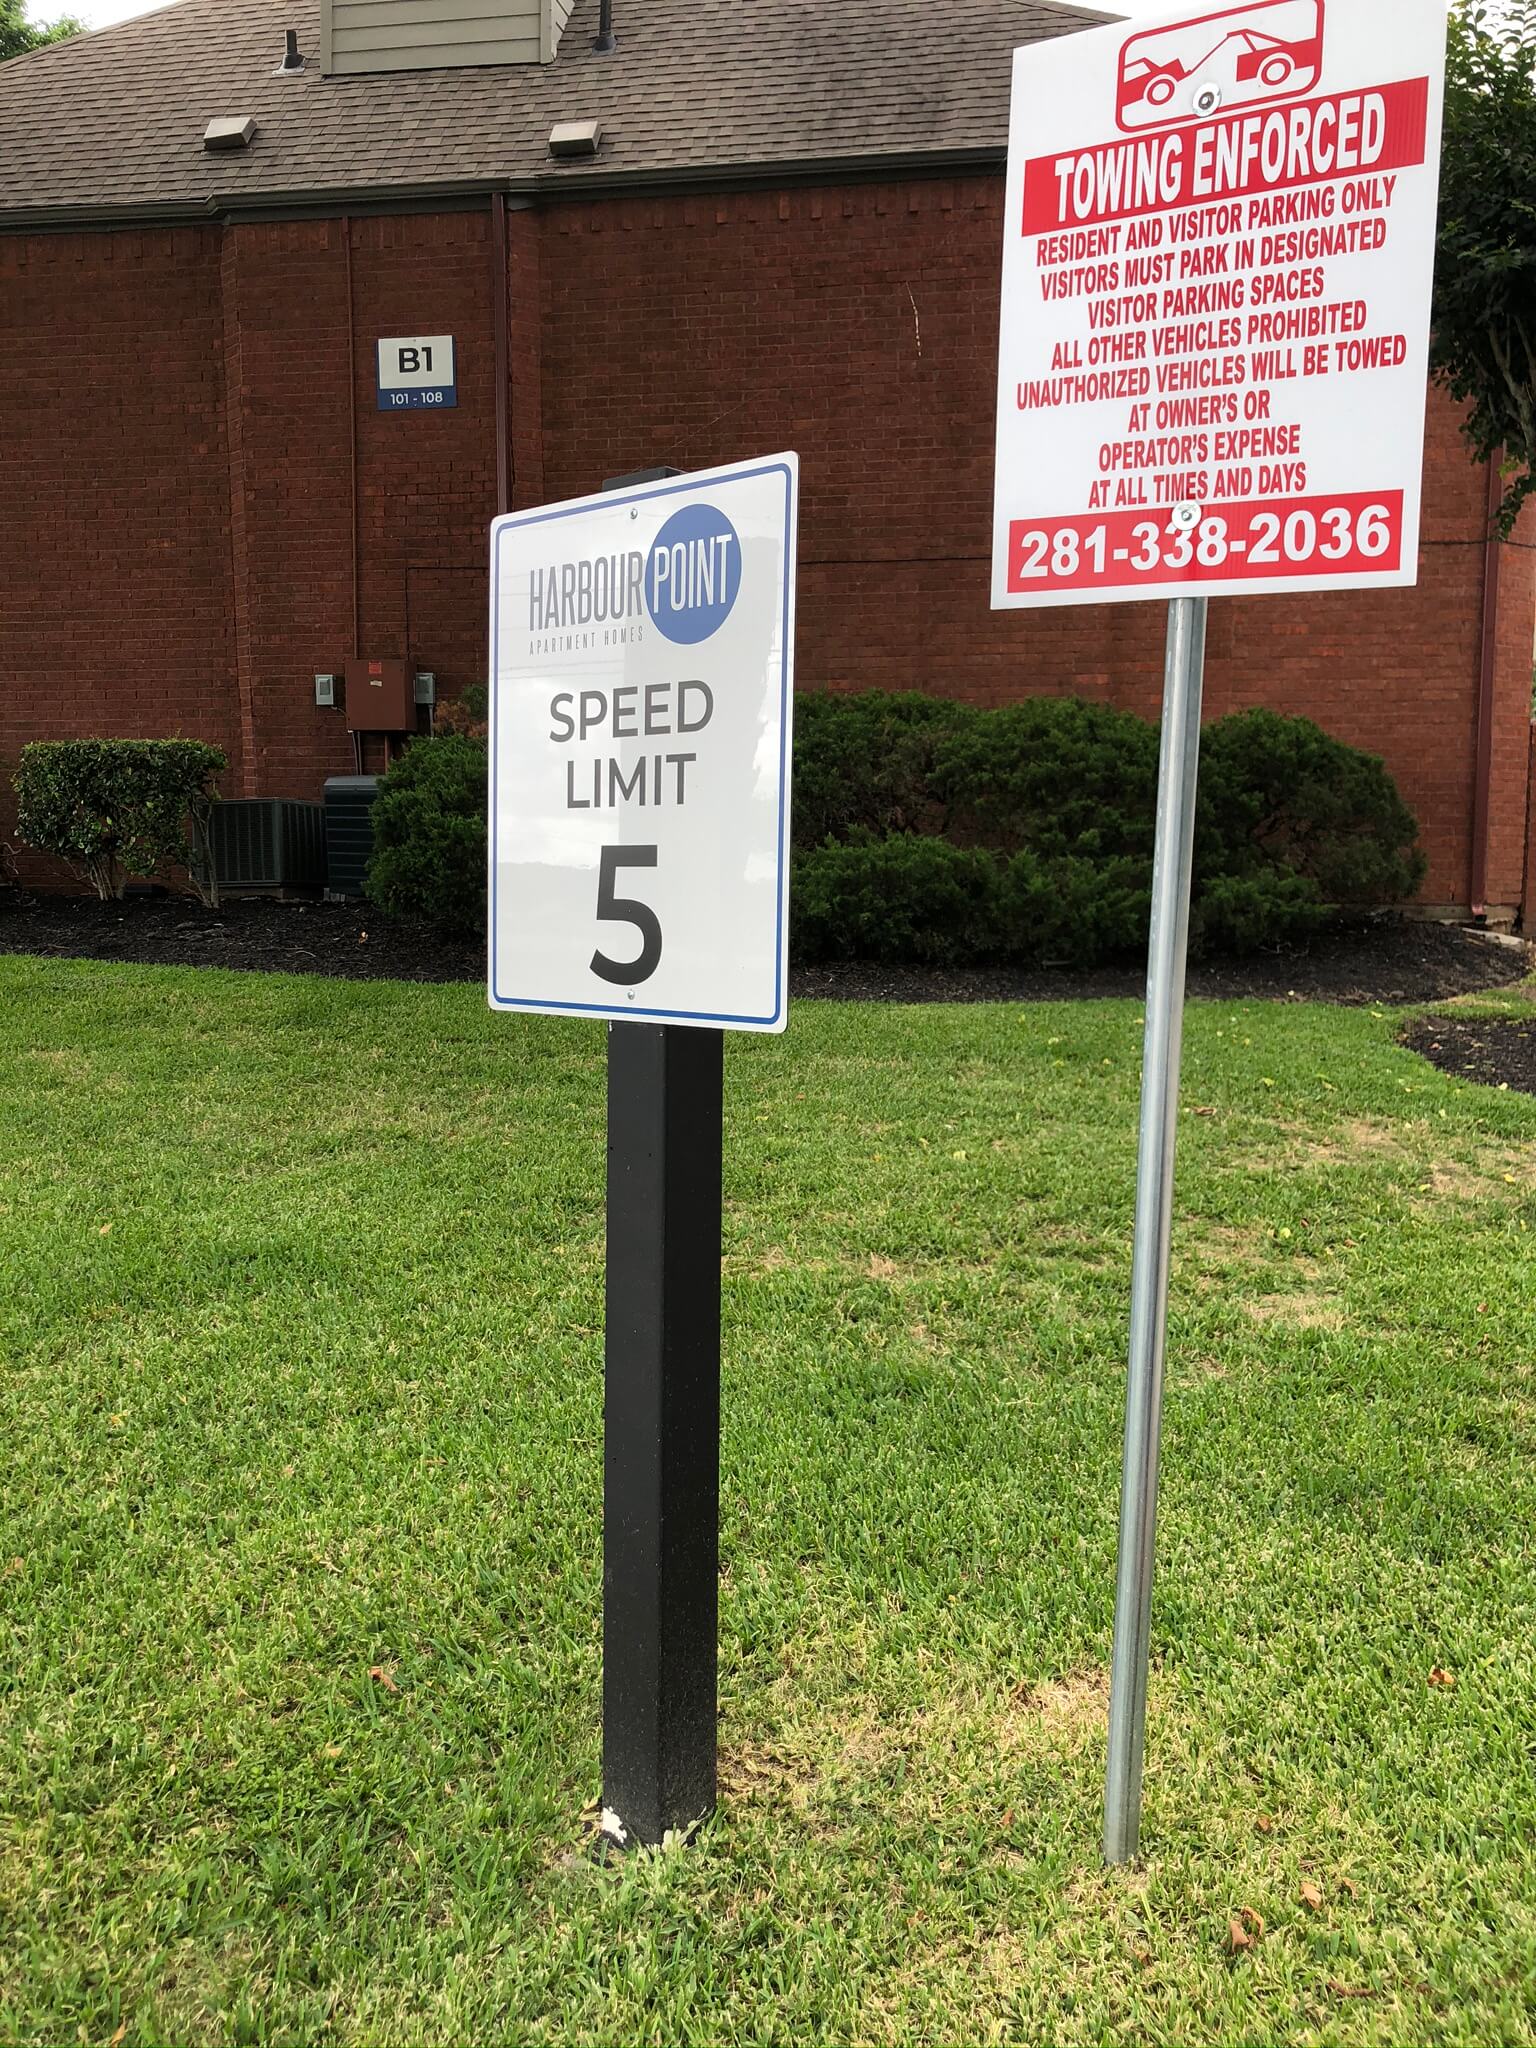 B1
101 - 108
HARBOUR POINT
APARTMENT HOMES
SPEED
LIMIT
5
TOWING ENFORCED
RESIDENT AND VISITOR PARKING ONLY
VISITORS MUST PARK IN DESIGNATED
VISITOR PARKING SPACES
ALL OTHER VEHICLES PROHIBITED
UNAUTHORIZED VEHICLES WILL BE TOWED
AT OWNER'S OR
OPERATOR'S EXPENSE
AT ALL TIMES AND DAYS
281-338-2036